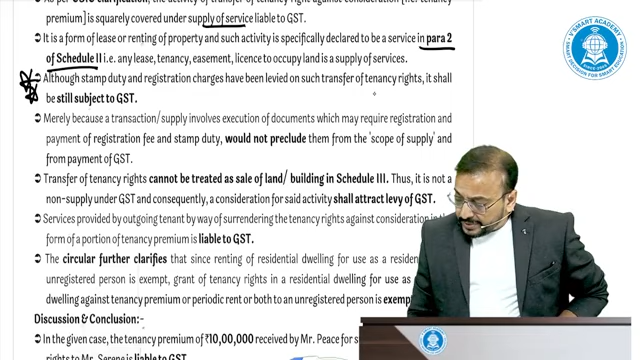 As per GST clarification, the activity of transfer of tenancy right against consideration [i.e. tenancy
premium] is squarely covered under supply of service liable to GST.
➲ It is a form of lease or renting of property and such activity is specifically declared to be a service in para 2
of Schedule II i.e. any lease, tenancy, easement, licence to occupy land is a supply of services.
➲ Although stamp duty and registration charges have been levied on such transfer of tenancy rights, it shall
be still subject to GST.
➲ Merely because a transaction/supply involves execution of documents which may require registration and
payment of registration fee and stamp duty, would not preclude them from the 'scope of supply' and
from payment of GST.
➲ Transfer of tenancy rights cannot be treated as sale of land/ building in Schedule III. Thus, it is not a
non-supply under GST and consequently, a consideration for said activity shall attract levy of GST.
➲ Services provided by outgoing tenant by way of surrendering the tenancy rights against consideration in the
form of a portion of tenancy premium is liable to GST.
➲ The circular further clarifies that since renting of residential dwelling for use as a residen
unregistered person is exempt, grant of tenancy rights in a residential dwelling for use as
dwelling against tenancy premium or periodic rent or both to an unregistered person is exemp
Discussion & Conclusion:-
➲ In the given case, the tenancy premium of ₹10,00,000 received by Mr. Peace for s
rights to Mr. Serene is liable to GST.
V SMART ACADEMY
SMART DECISION FOR SMART EDUCATION